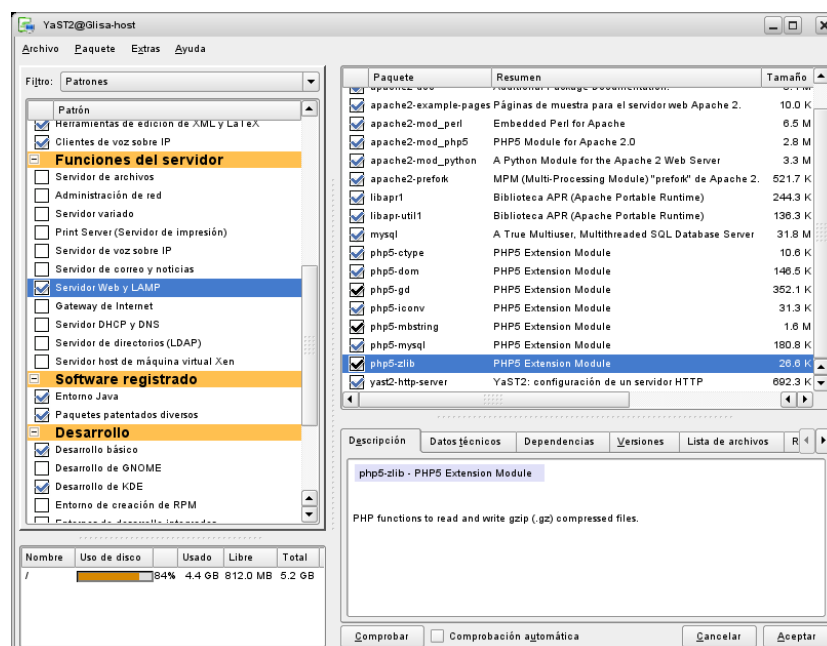 YaST2@Glisa-host
Archivo Paquete Extras Ayuda
Filtro: Patrones
Patrón
Herramientas de edición de XML y LaTeX
Clientes de voz sobre IP
Funciones del servidor
Servidor de archivos
Administración de red
Servidor variado
Print Server (Servidor de impresión)
Servidor de voz sobre IP
Servidor de correo y noticias
Servidor Web y LAMP
Gateway de Internet
Servidor DHCP y DNS
Servidor de directorios (LDAP)
Servidor host de máquina virtual Xen
Software registrado
Entorno Java
Paquetes patentados diversos
Desarrollo
Desarrollo básico
Desarrollo de GNOME
Desarrollo de KDE
Entorno de creación de RPM
Entornos de desarrollo integrados
Nombre Uso de disco Usado Libre Total
/ 84% 4.4 GB 812.0 MB 5.2 GB
Paquete Resumen Tamaño
apache2-doc Additional Package Documentation.
apache2-example-pages Páginas de muestra para el servidor web Apache 2. 10.0 K
apache2-mod_perl Embedded Perl for Apache 6.5 M
apache2-mod_php5 PHP5 Module for Apache 2.0 2.8 M
apache2-mod_python A Python Module for the Apache 2 Web Server 3.3 M
apache2-prefork MPM (Multi-Processing Module) "prefork" de Apache 2. 521.7 K
libapr1 Biblioteca APR (Apache Portable Runtime) 244.3 K
libapr-util1 Biblioteca APR (Apache Portable Runtime) 136.3 K
mysql A True Multiuser, Multithreaded SQL Database Server 31.8 M
php5-ctype PHP5 Extension Module 10.6 K
php5-dom PHP5 Extension Module 146.5 K
php5-gd PHP5 Extension Module 352.1 K
php5-iconv PHP5 Extension Module 31.3 K
php5-mbstring PHP5 Extension Module 1.6 M
php5-mysql PHP5 Extension Module 180.8 K
php5-zlib PHP5 Extension Module 26.6 K
yast2-http-server YaST2: configuración de un servidor HTTP 692.3 K
Descripción Datos técnicos Dependencias Versiones Lista de archivos R
php5-zlib - PHP5 Extension Module
PHP functions to read and write gzip (.gz) compressed files.
Comprobar Comprobación automática Cancelar Aceptar